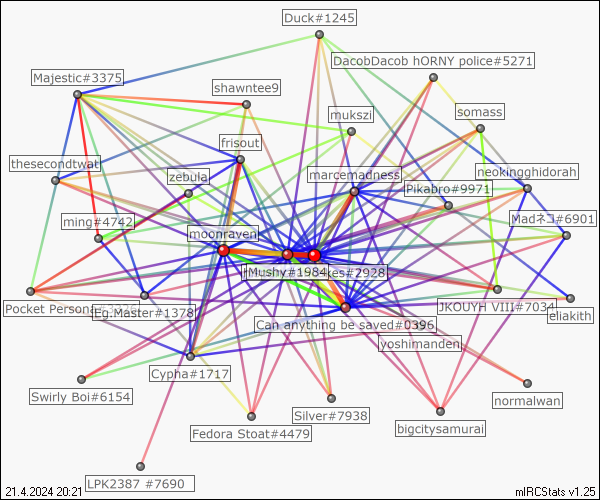 Duck#1245
DacobDacob hORNY police#5271
Majestic#3375
shawntee9
mukszi
somass
frisout
thesecondtwat
zebula
marcemadness
neokingghidorah
Pikabro#9971
ming#4742
Madネコ#6901
moonraven
Mushy#1984
kes#2928
Pocket Person
Eg.Master#1378
JKOUYH VIII#7034
eliakith
Can anything be saved#0396
yoshimanden
Cypha#1717
Swirly Boi#6154
normalwan
Silver#7938
Fedora Stoat#4479
bigcitysamurai
LPK2387 #7690
21.4.2024 20:21
mIRCStats v1.25